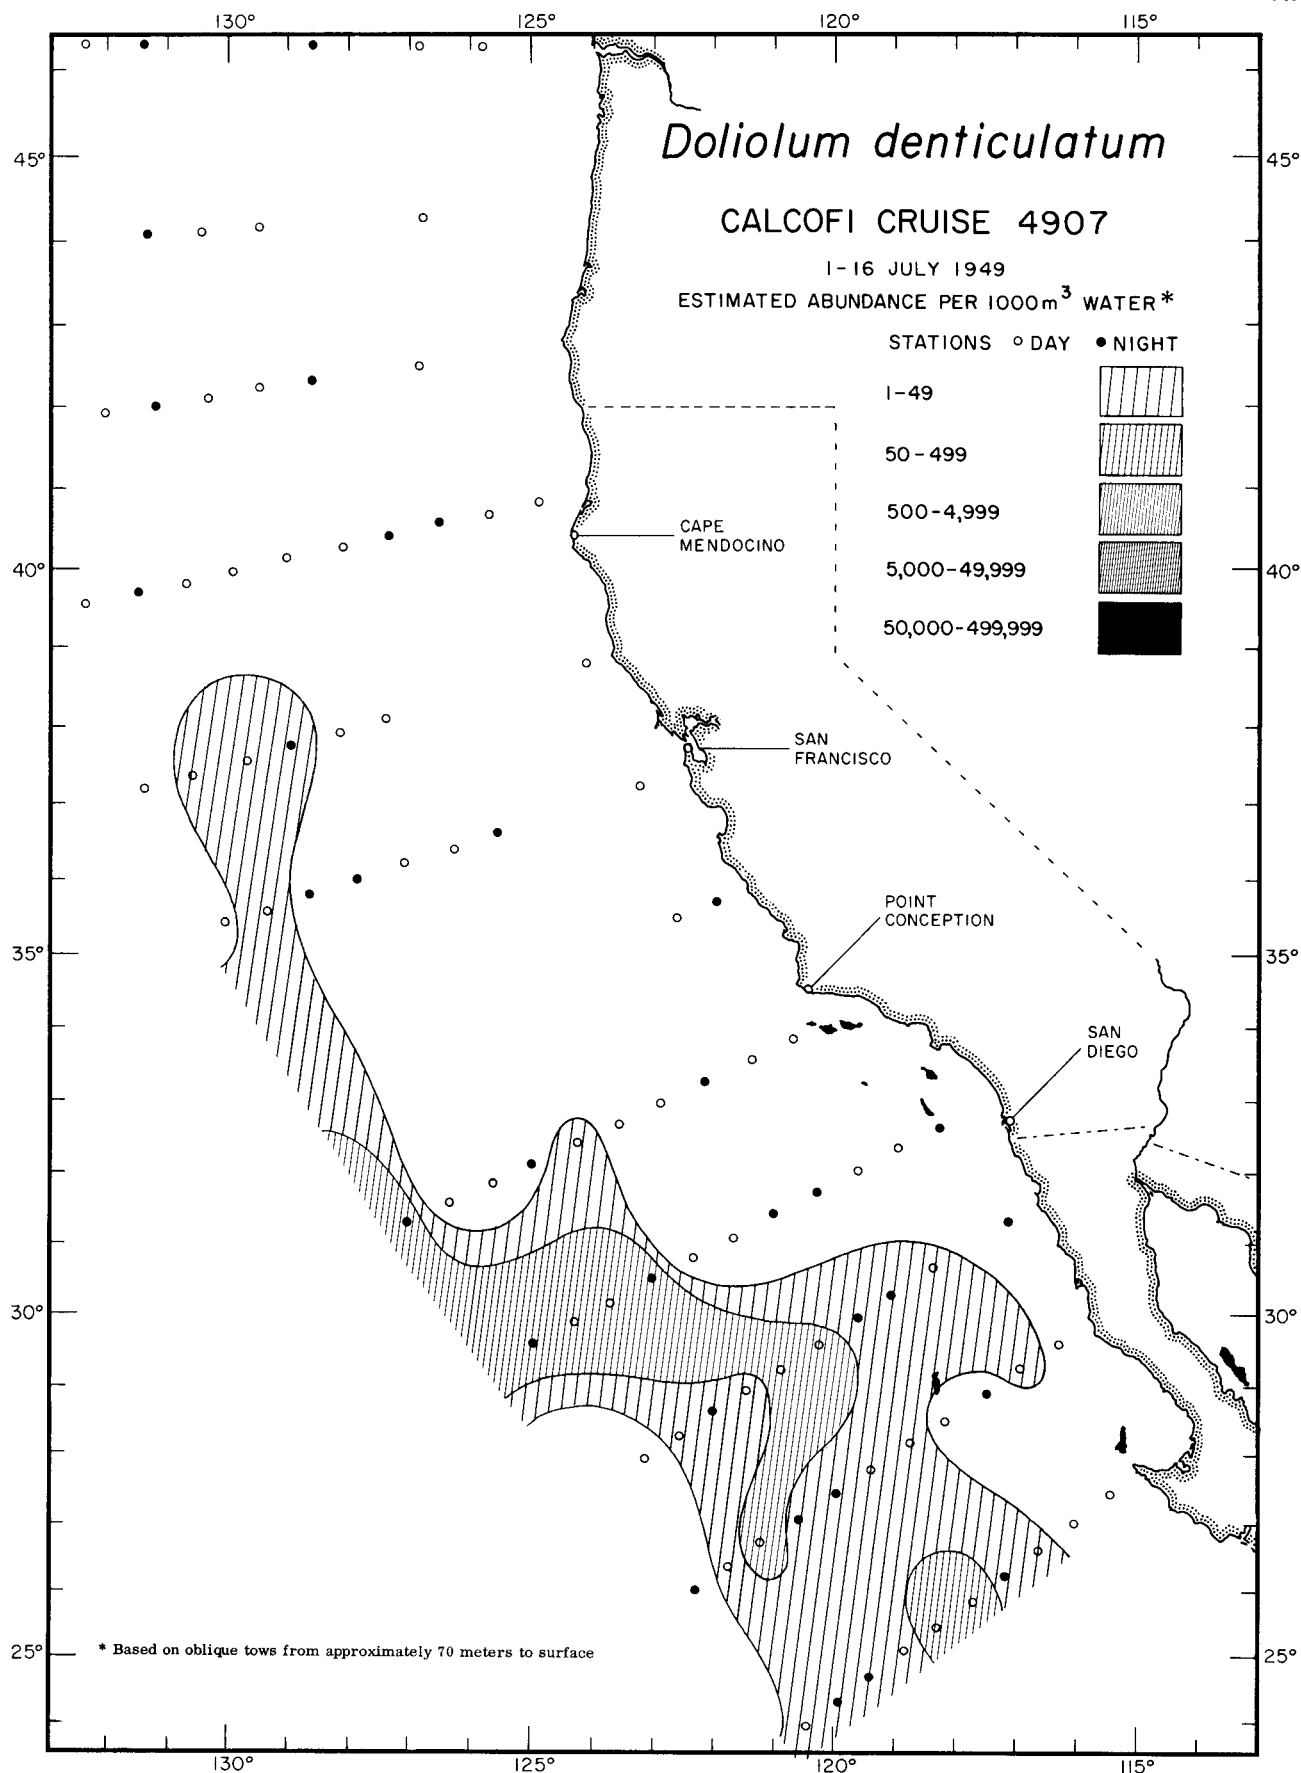 130° 125° 120° 115°
45° 45°
Doliolum denticulatum
CALCOFI CRUISE 4907
1-16 JULY 1949
ESTIMATED ABUNDANCE PER 1000m³ WATER*
STATIONS ○ DAY ● NIGHT
1-49
50-499
500-4,999
5,000-49,999
50,000-499,999
CAPE
MENDOCINO
40° 40°
SAN
FRANCISCO
POINT
CONCEPTION
35° 35°
SAN
DIEGO
30° 30°
25° 25°
* Based on oblique tows from approximately 70 meters to surface
130° 125° 120° 115°